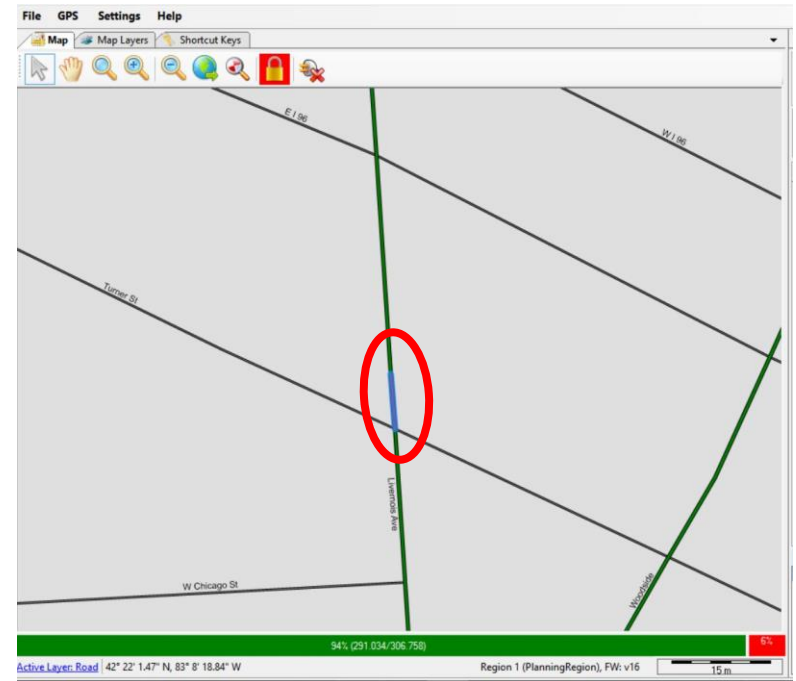 File GPS Settings Help
Map Map Layers Shortcut Keys
E I 96
W I 96
Turner St
Livernois Ave
W Chicago St
Woodside
94% (291.034/306.758) 6%
Active Layer: Road 42° 22' 1.47" N, 83° 8' 18.84" W Region 1 (PlanningRegion), FW: v16 15 m